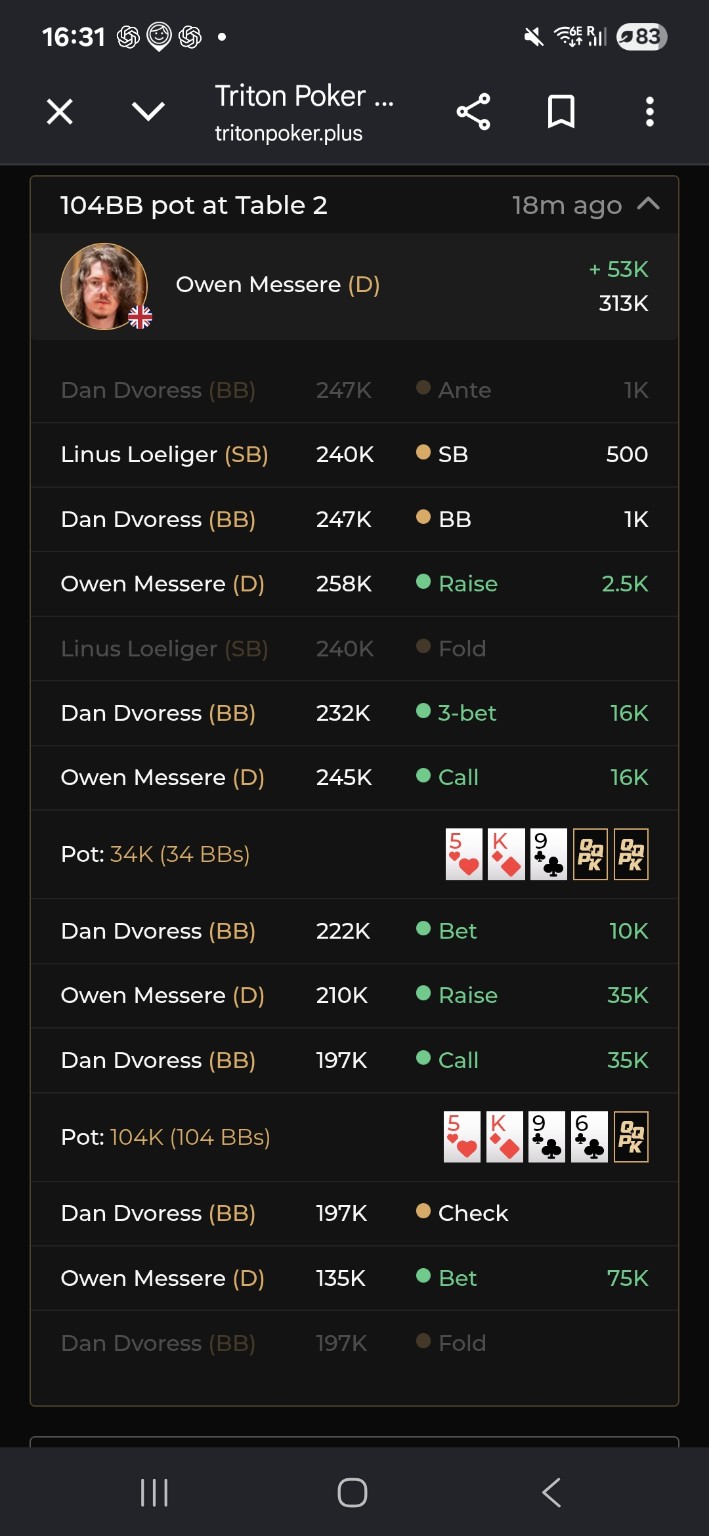 16:31
6E R 83
Triton Poker ...
tritonpoker.plus
104BB pot at Table 2 18m ago
Owen Messere (D) + 53K
313K
Dan Dvoress (BB) 247K Ante 1K
Linus Loeliger (SB) 240K SB 500
Dan Dvoress (BB) 247K BB 1K
Owen Messere (D) 258K Raise 2.5K
Linus Loeliger (SB) 240K Fold
Dan Dvoress (BB) 232K 3-bet 16K
Owen Messere (D) 245K Call 16K
Pot: 34K (34 BBs) 5 K 9
Dan Dvoress (BB) 222K Bet 10K
Owen Messere (D) 210K Raise 35K
Dan Dvoress (BB) 197K Call 35K
Pot: 104K (104 BBs) 5 K 9 6
Dan Dvoress (BB) 197K Check
Owen Messere (D) 135K Bet 75K
Dan Dvoress (BB) 197K Fold